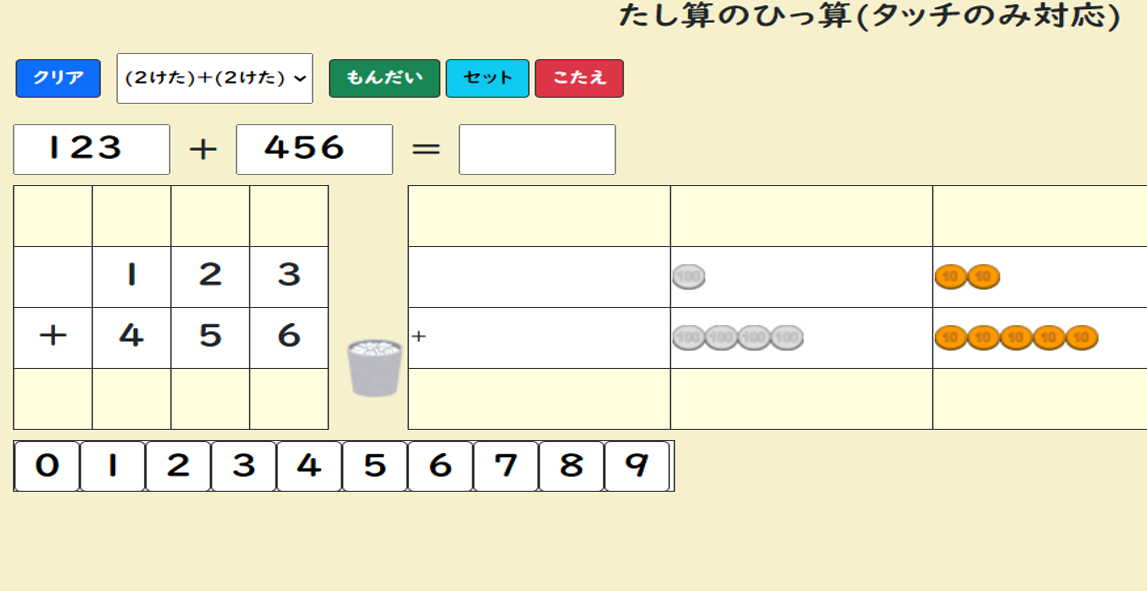 たし算のひっ算(タッチのみ対応)
クリア (2けた)+(2けた) もんだい セット こたえ
123 + 456 =
1 2 3 100 10 10
+ 4 5 6 + 100 100 100 100 10 10 10 10 10
0 1 2 3 4 5 6 7 8 9